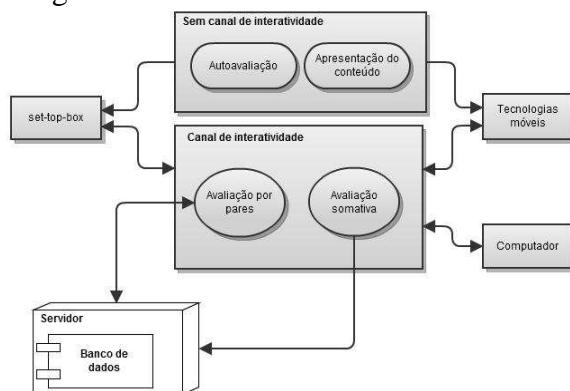 Sem canal de interatividade
Autoavaliação
Apresentação do
conteúdo
set-top-box
Tecnologias
móveis
Canal de interatividade
Avaliação por
pares
Avaliação
somativa
Computador
Servidor
Banco de
dados